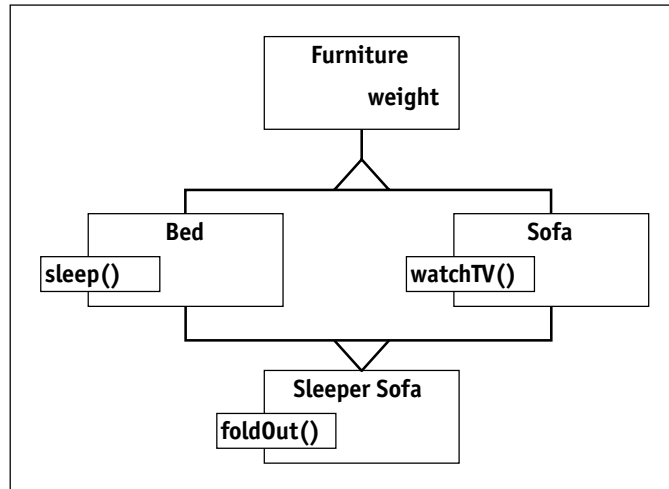 Furniture
weight
Bed
Sofa
sleep()
watchTV()
Sleeper Sofa
foldOut()